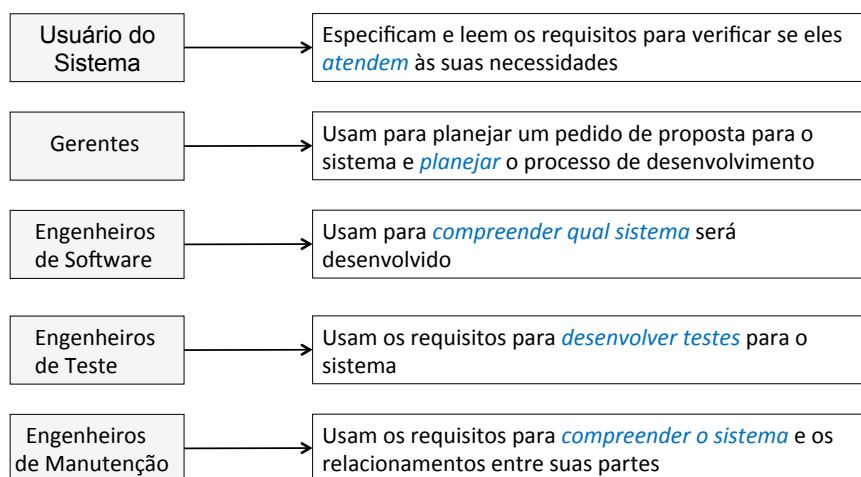 Usuário do
Sistema
Especificam e leem os requisitos para verificar se eles
atendem às suas necessidades
Gerentes
Usam para planejar um pedido de proposta para o
sistema e planejar o processo de desenvolvimento
Engenheiros
de Software
Usam para compreender qual sistema será
desenvolvido
Engenheiros
de Teste
Usam os requisitos para desenvolver testes para o
sistema
Engenheiros
de Manutenção
Usam os requisitos para compreender o sistema e os
relacionamentos entre suas partes